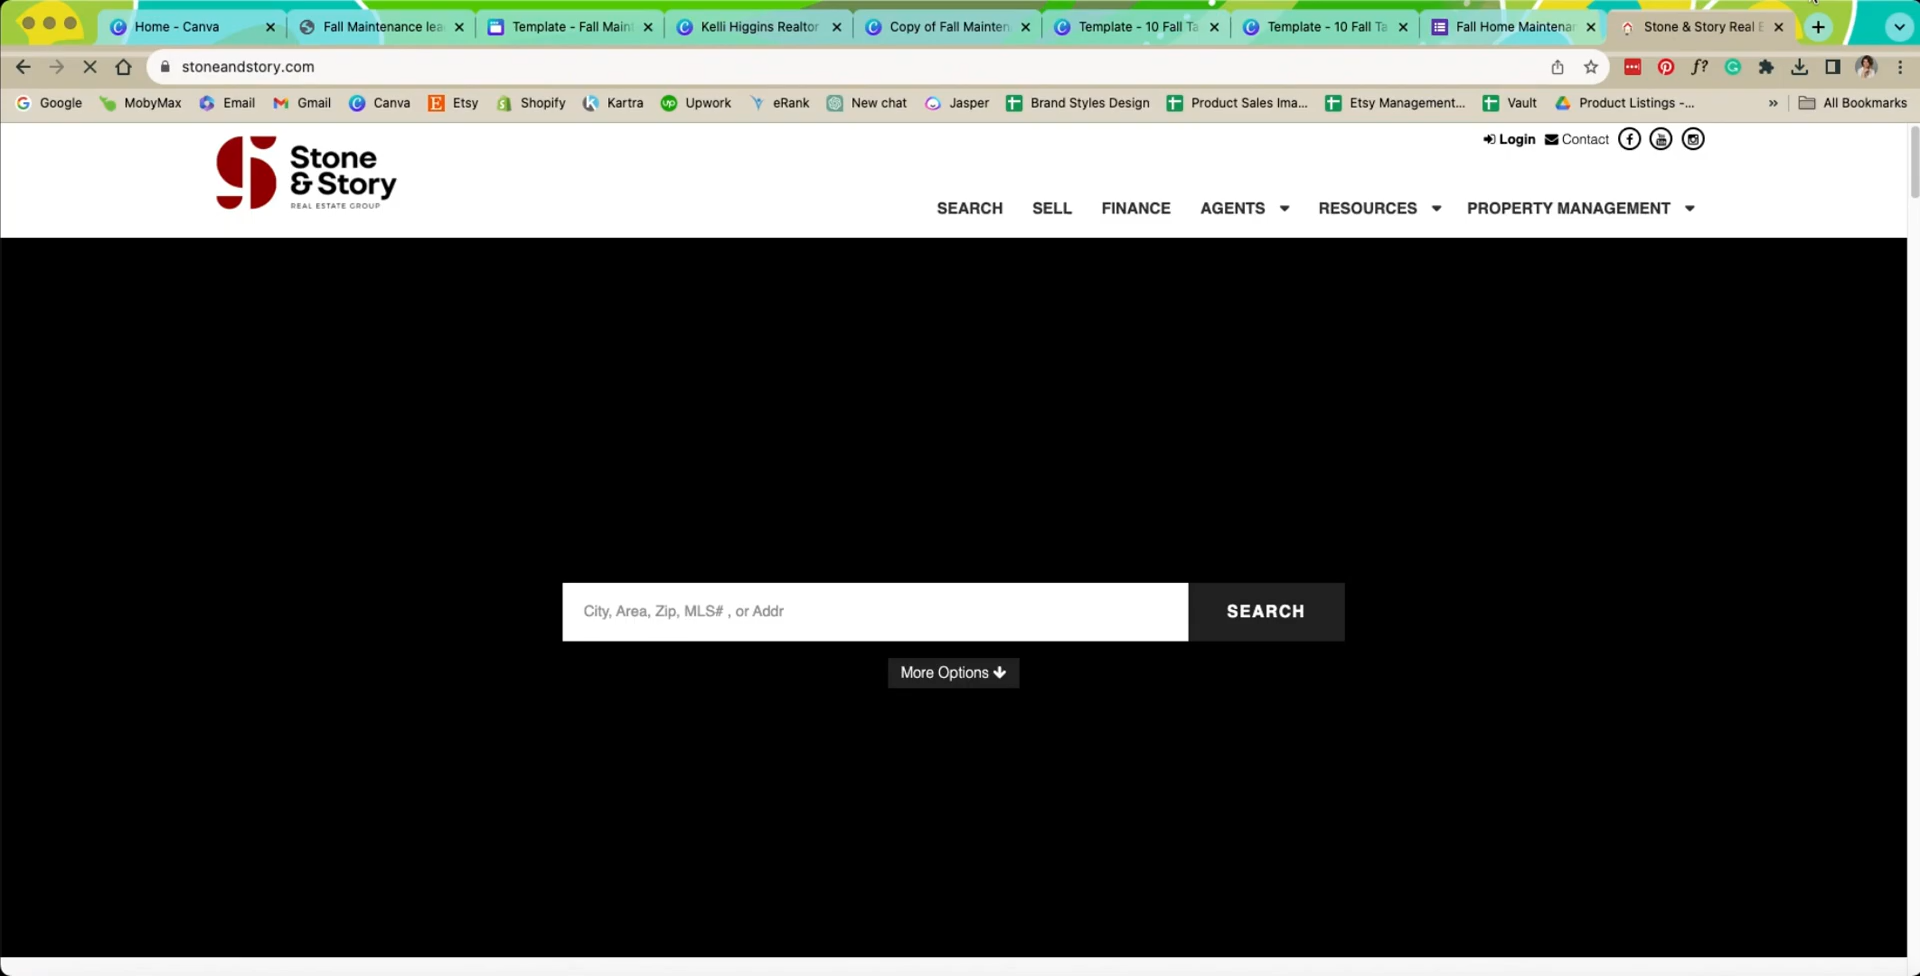 Home - Canva
Fall Maintenance lea
Template - Fall Main
Kelli Higgins Realtor
Copy of Fall Mainten
Template - 10 Fall Ta
Template - 10 Fall Ta
Fall Home Maintenan
Stone & Story Real E
stoneandstory.com
Google
MobyMax
Email
Gmail
Canva
Etsy
Shopify
Kartra
Upwork
eRank
New chat
Jasper
Brand Styles Design
Product Sales Ima...
Etsy Management...
Vault
Product Listings -...
All Bookmarks
Stone
& Story
REAL ESTATE GROUP
Login
Contact
SEARCH
SELL
FINANCE
AGENTS
RESOURCES
PROPERTY MANAGEMENT
City, Area, Zip, MLS# , or Addr
SEARCH
More Options